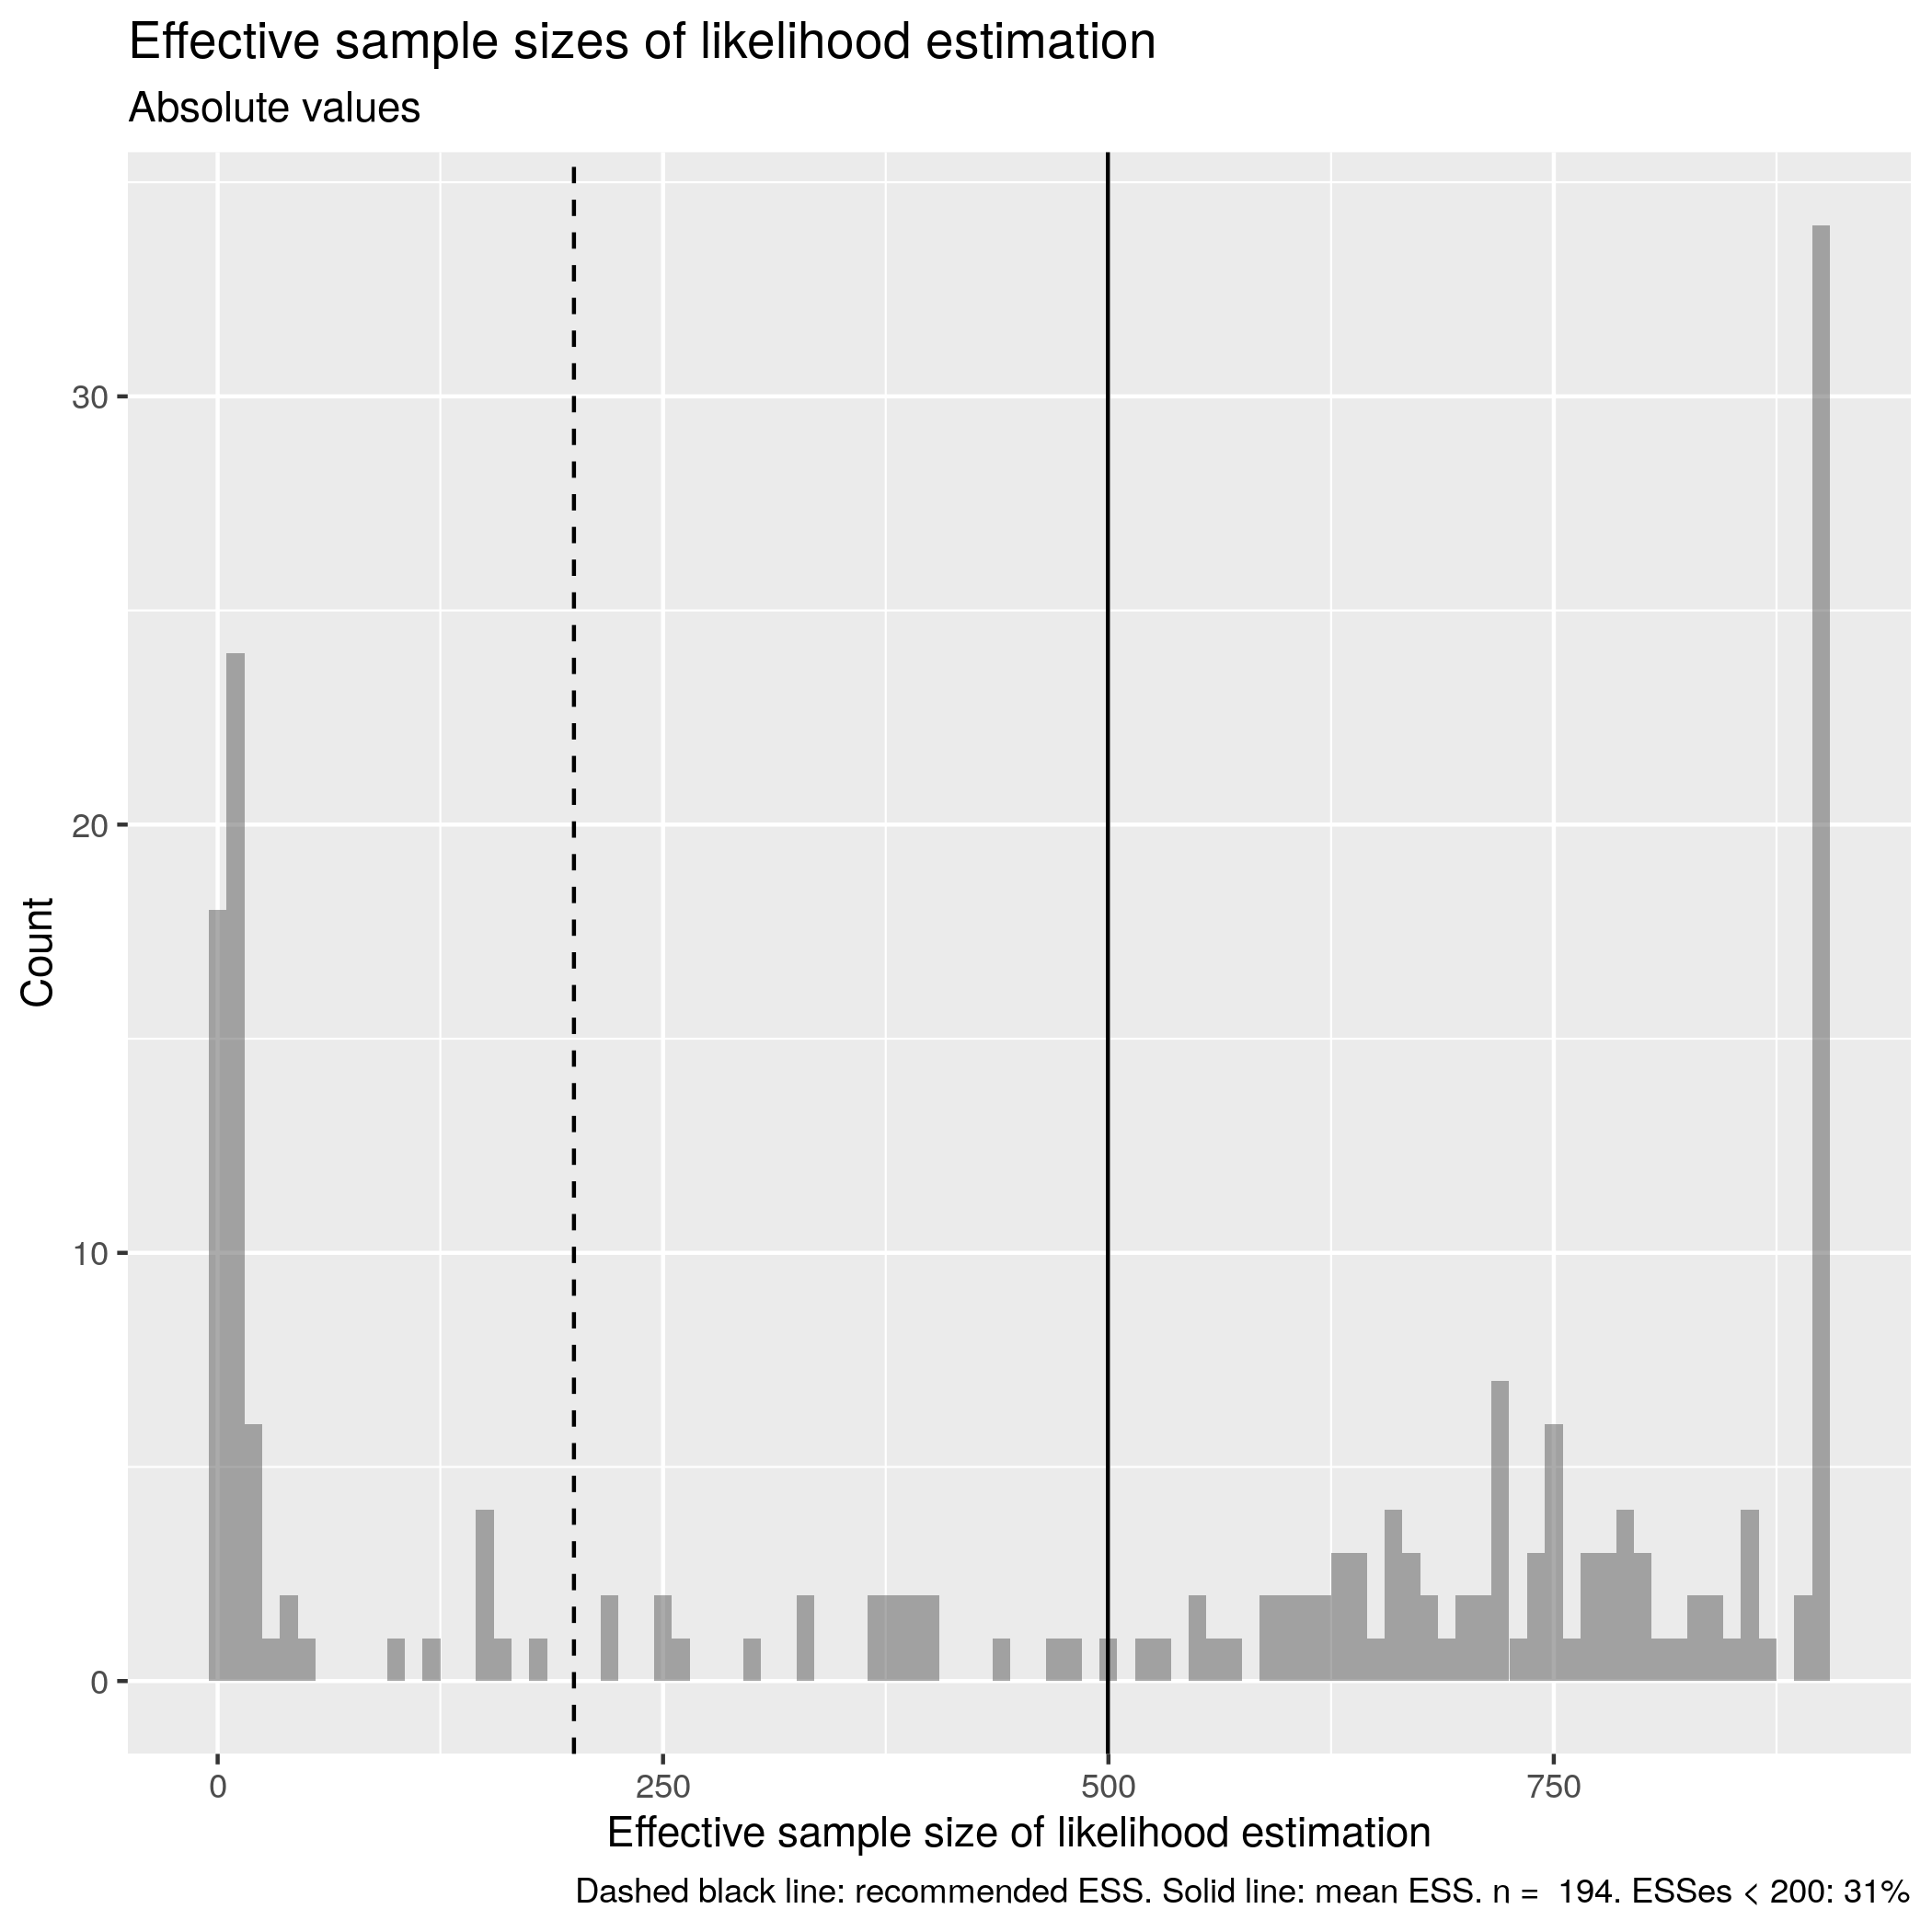 Effective sample sizes of likelihood estimation
Absolute values
Count
30
20
10
0
0 250 500 750
Effective sample size of likelihood estimation
Dashed black line: recommended ESS. Solid line: mean ESS. n =  194. ESSes < 200: 31%